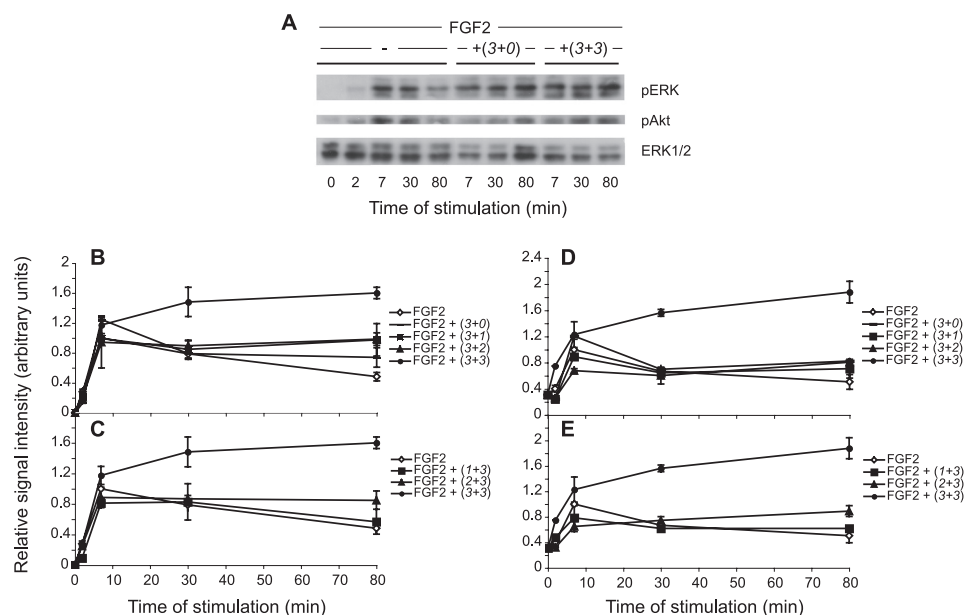 A
FGF2
- +(3+0) +(3+3)
pERK
pAkt
ERK1/2
0 2 7 30 80 7 30 80 7 30 80
Time of stimulation (min)
Relative signal intensity (arbitrary units)
B
2
1.6
1.2
0.8
0.4
0
FGF2
FGF2 + (3+0)
FGF2 + (3+1)
FGF2 + (3+2)
FGF2 + (3+3)
C
1.6
1.2
0.8
0.4
0
0 10 20 30 40 50 60 70 80
Time of stimulation (min)
FGF2
FGF2 + (1+3)
FGF2 + (2+3)
FGF2 + (3+3)
D
2.4
2
1.6
1.2
0.8
0.4
0
FGF2
FGF2 + (3+0)
FGF2 + (3+1)
FGF2 + (3+2)
FGF2 + (3+3)
E
2
1.6
1.2
0.8
0.4
0
0 10 20 30 40 50 60 70 80
Time of stimulation (min)
FGF2
FGF2 + (1+3)
FGF2 + (2+3)
FGF2 + (3+3)